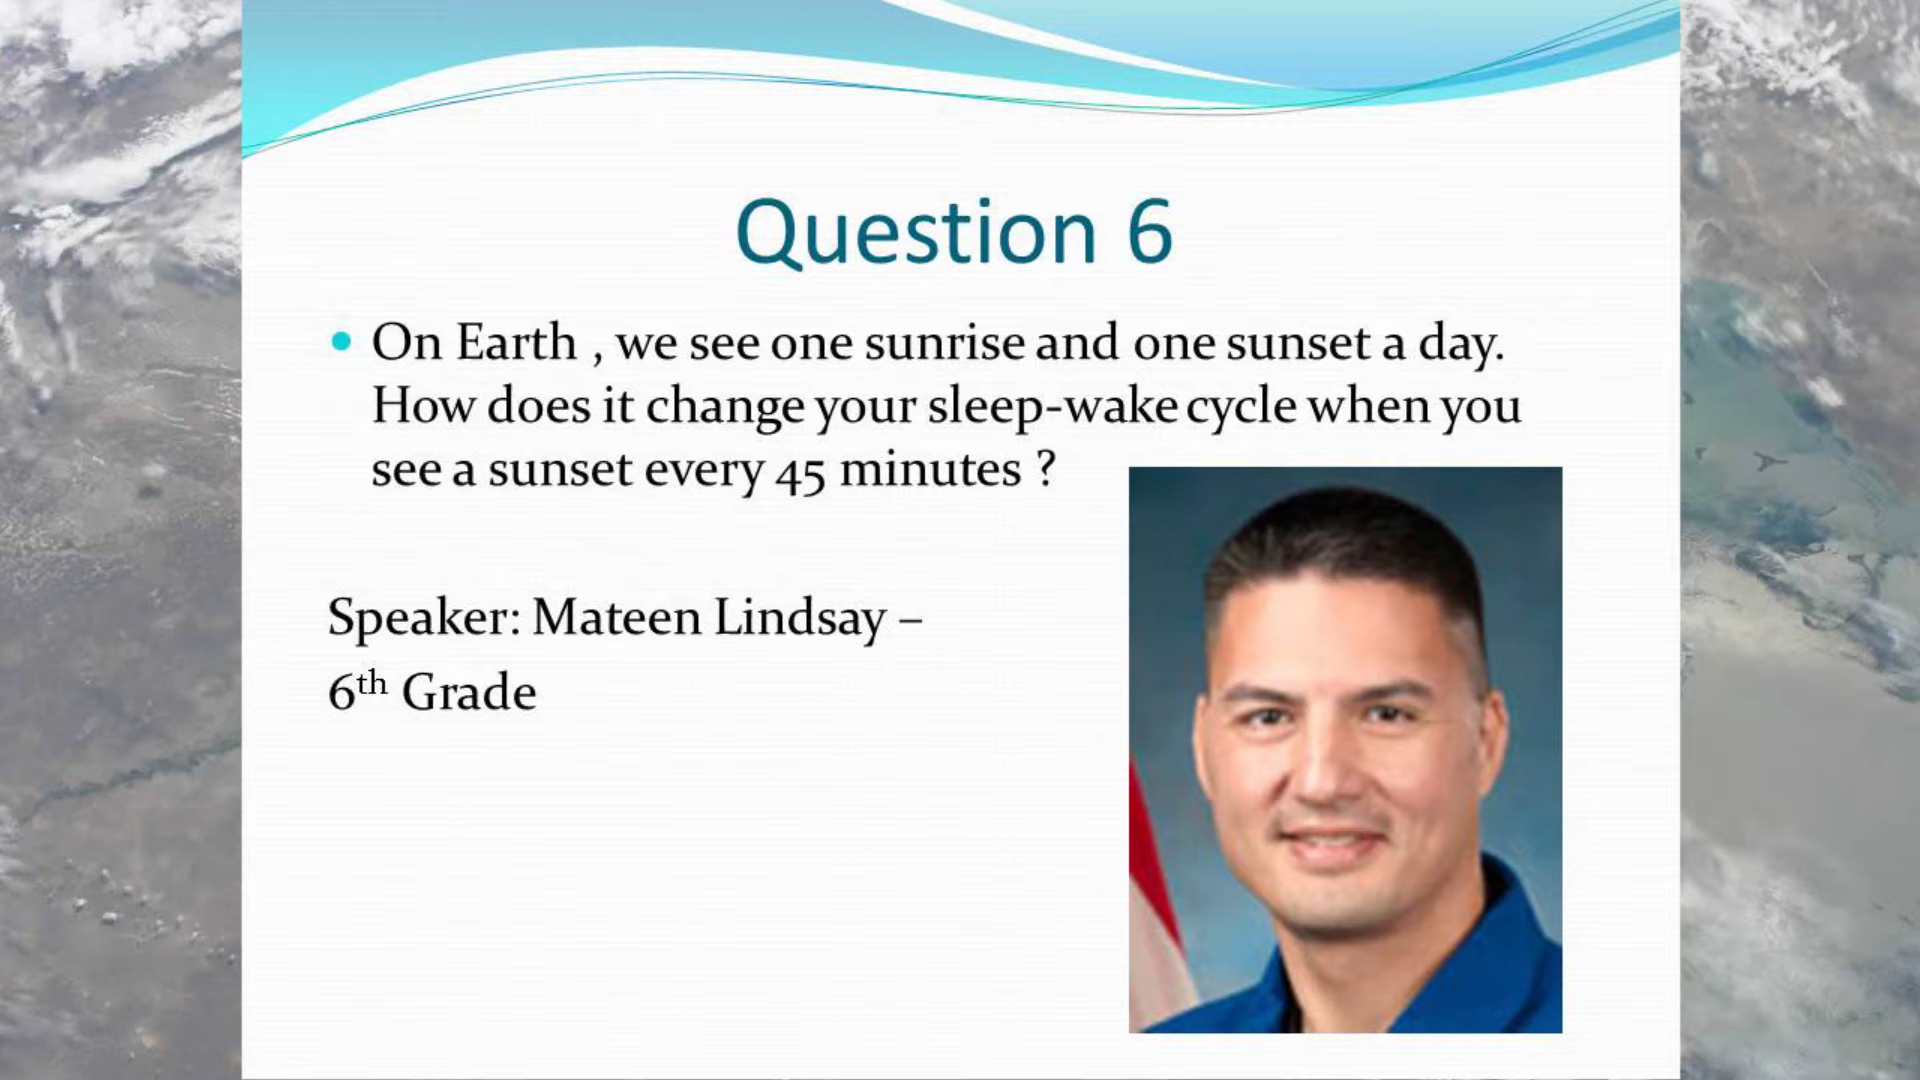 Question 6
On Earth , we see one sunrise and one sunset a day.
How does it change your sleep-wake cycle when you
see a sunset every 45 minutes ?
Speaker: Mateen Lindsay –
6th Grade